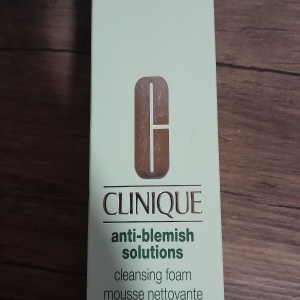 CLINIQUE
anti-blemish
solutions
cleansing foam
mousse nettoyante